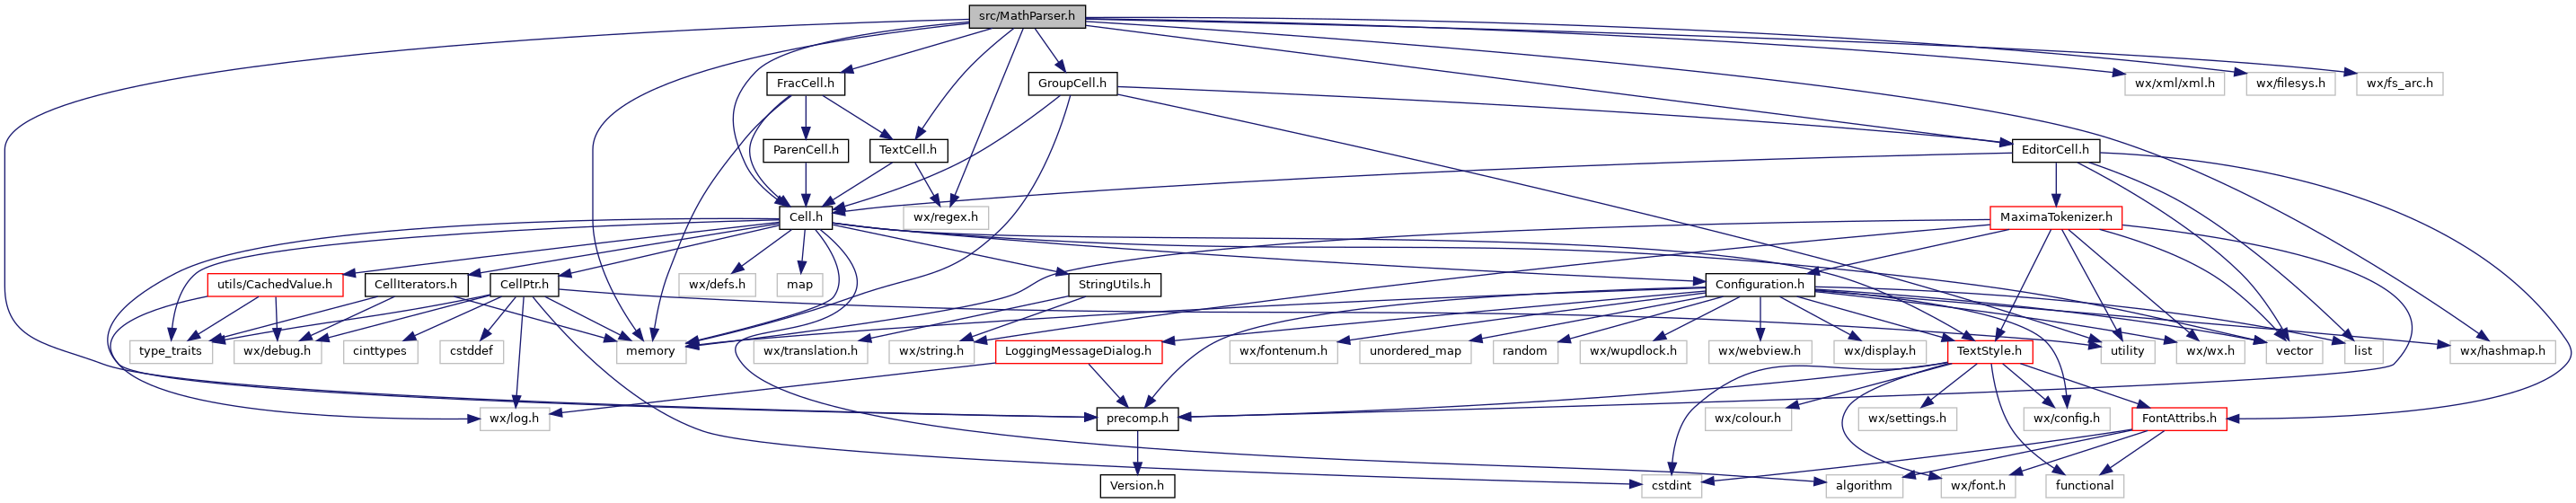 src/MathParser.h
FracCell.h
GroupCell.h
wx/xml/xml.h
wx/filesys.h
wx/fs_arc.h
ParenCell.h
TextCell.h
EditorCell.h
Cell.h
wx/regex.h
MaximaTokenizer.h
utils/CachedValue.h
CellIterators.h
CellPtr.h
wx/defs.h
map
StringUtils.h
Configuration.h
type_traits
wx/debug.h
cinttypes
cstddef
memory
wx/translation.h
wx/string.h
LoggingMessageDialog.h
wx/fontenum.h
unordered_map
random
wx/wupdlock.h
wx/webview.h
wx/display.h
TextStyle.h
utility
wx/wx.h
vector
list
wx/hashmap.h
wx/log.h
precomp.h
wx/colour.h
wx/settings.h
wx/config.h
FontAttribs.h
Version.h
cstdint
algorithm
wx/font.h
functional